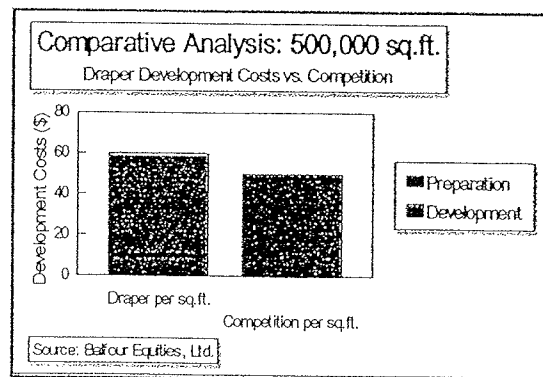 Comparative Analysis: 500,000 sq.ft.
Draper Development Costs vs. Competition
Development Costs ($)
80
60
40
20
0
Draper per sq.ft.
Competition per sq.ft.
Preparation
Development
Source: Balfour Equities, Ltd.